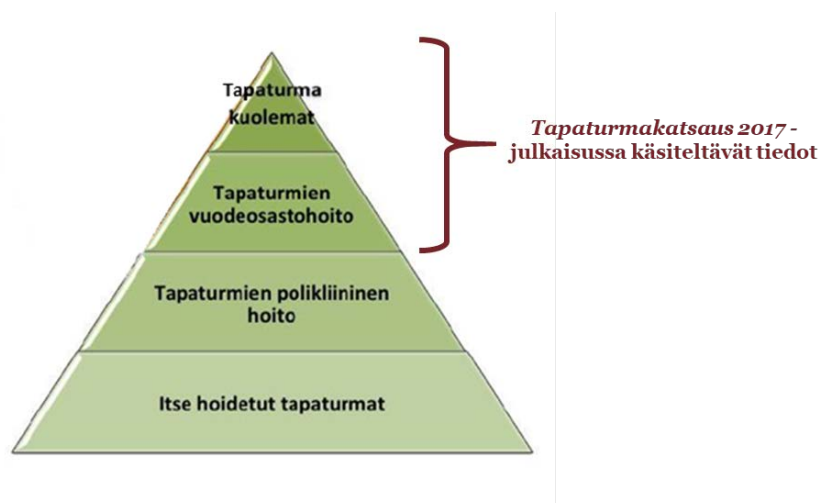 Tapaturma
kuolemat
Tapaturmien
vuodeosastohoito
Tapaturmien polikliininen
hoito
Itse hoidetut tapaturmat
Tapaturmakatsaus 2017 -
julkaisussa käsiteltävät tiedot